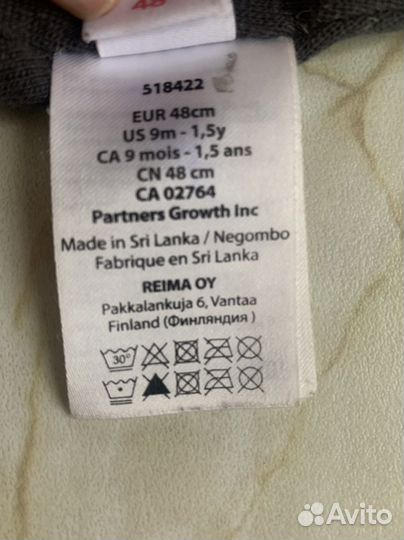 48
518422
EUR 48cm
US 9m - 1,5y
CA 9 mois - 1,5 ans
CN 48 cm
CA 02764
Partners Growth Inc
Made in Sri Lanka / Negombo
Fabrique en Sri Lanka
REIMA OY
Pakkalankuja 6, Vantaa
Finland (Финляндия )
30°
Avito